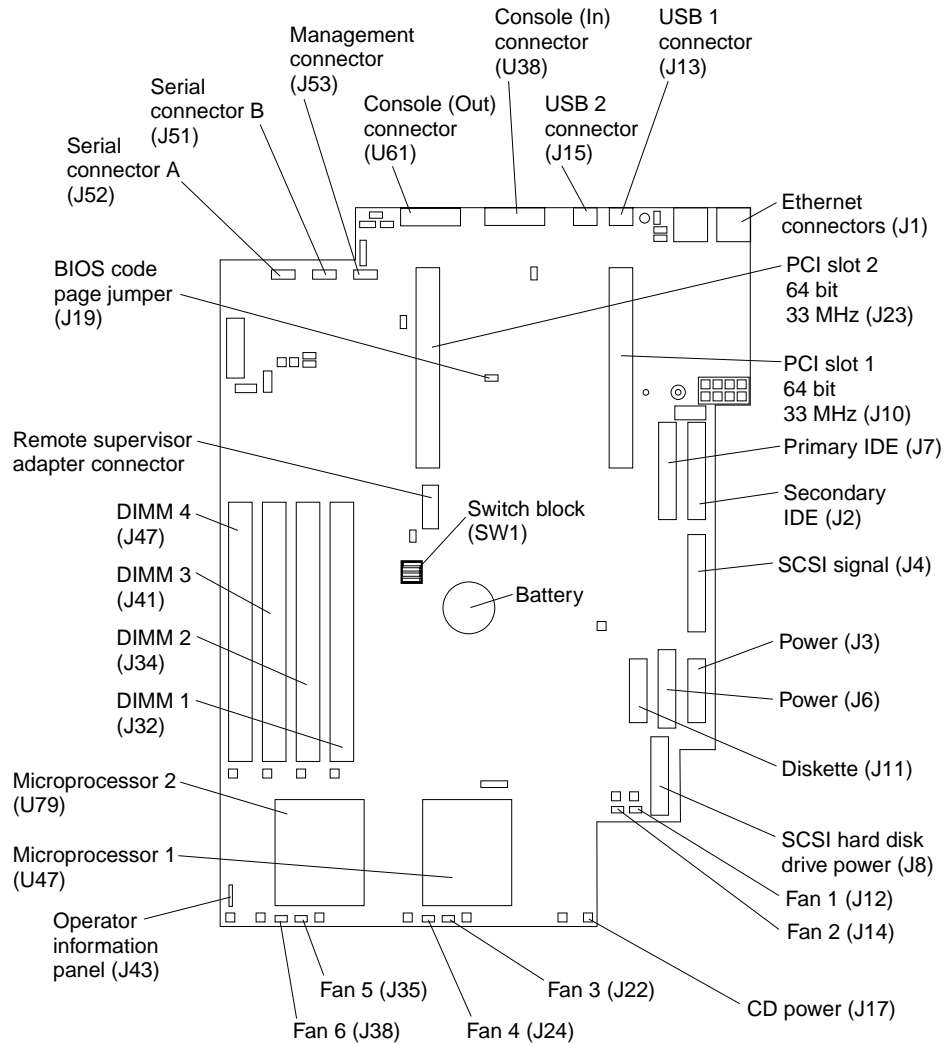 Console (In)
connector
(U38)
USB 1
connector
(J13)
Management
connector
(J53)
Serial
connector B
(J51)
Console (Out)
connector
(U61)
USB 2
connector
(J15)
Serial
connector A
(J52)
Ethernet
connectors (J1)
BIOS code
page jumper
(J19)
PCI slot 2
64 bit
33 MHz (J23)
PCI slot 1
64 bit
33 MHz (J10)
Remote supervisor
adapter connector
Primary IDE (J7)
DIMM 4
(J47)
Switch block
(SW1)
Secondary
IDE (J2)
DIMM 3
(J41)
SCSI signal (J4)
Battery
DIMM 2
(J34)
Power (J3)
DIMM 1
(J32)
Power (J6)
Diskette (J11)
Microprocessor 2
(U79)
Microprocessor 1
(U47)
SCSI hard disk
drive power (J8)
Fan 1 (J12)
Operator
information
panel (J43)
Fan 2 (J14)
Fan 5 (J35)
Fan 3 (J22)
CD power (J17)
Fan 6 (J38)
Fan 4 (J24)